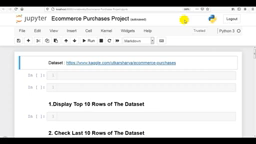 jupyter Ecommerce Purchases Project (autosaved)
Logout
File Edit View Insert Cell Kernel Widgets Help
Trusted
Python 3
Run
Markdown
Dataset : https://www.kaggle.com/utkarsharya/ecommerce-purchases
In [ ]:
In [ ]:
1.Display Top 10 Rows of The Dataset
In [ ]:
2. Check Last 10 Rows of The Dataset